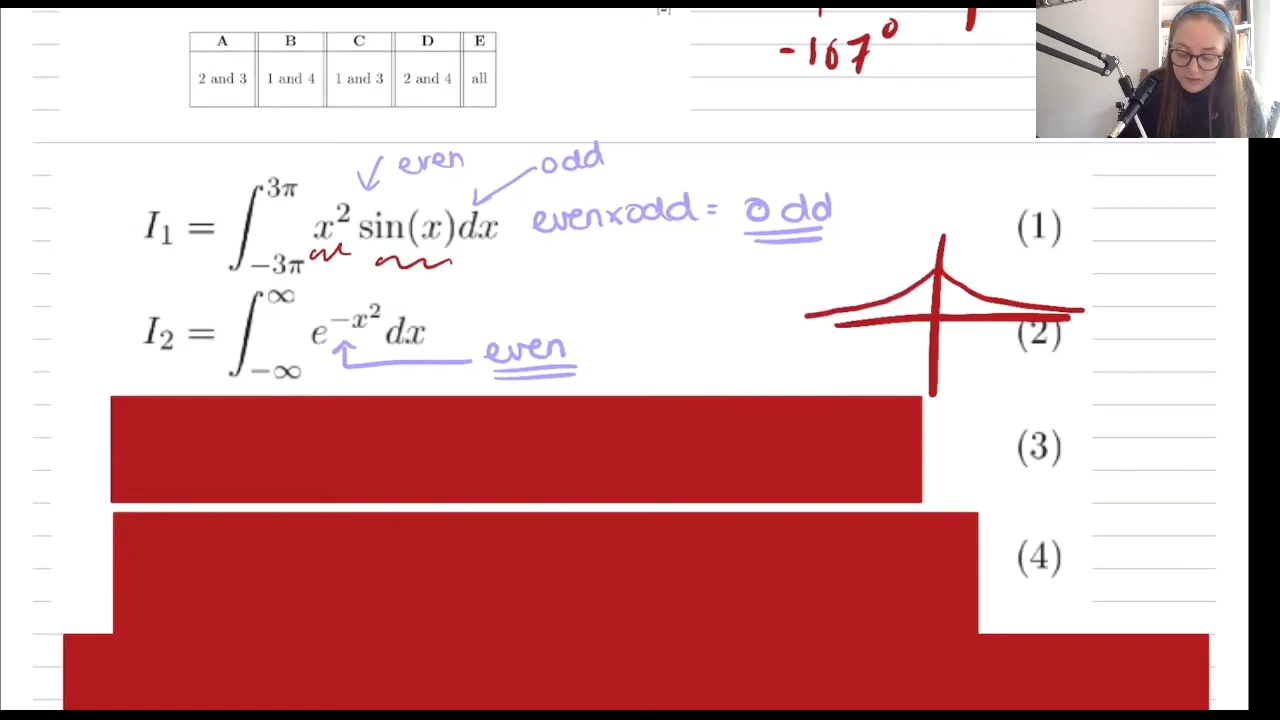 -167°
A B C D E
2 and 3 1 and 4 1 and 3 2 and 4 all
even
odd
I₁ = ∫_{-3π}^{3π} x² sin(x)dx even x odd = odd (1)
I₂ = ∫_{-∞}^{∞} e^{-x²} dx (2)
even
(3)
(4)